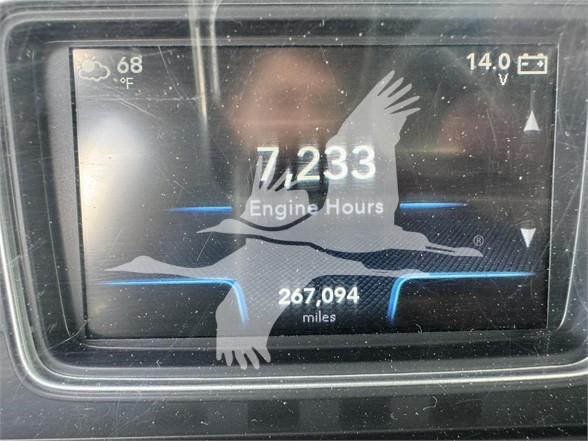 68
°F
14.0
V
7,233
Engine Hours
®
267,094
miles